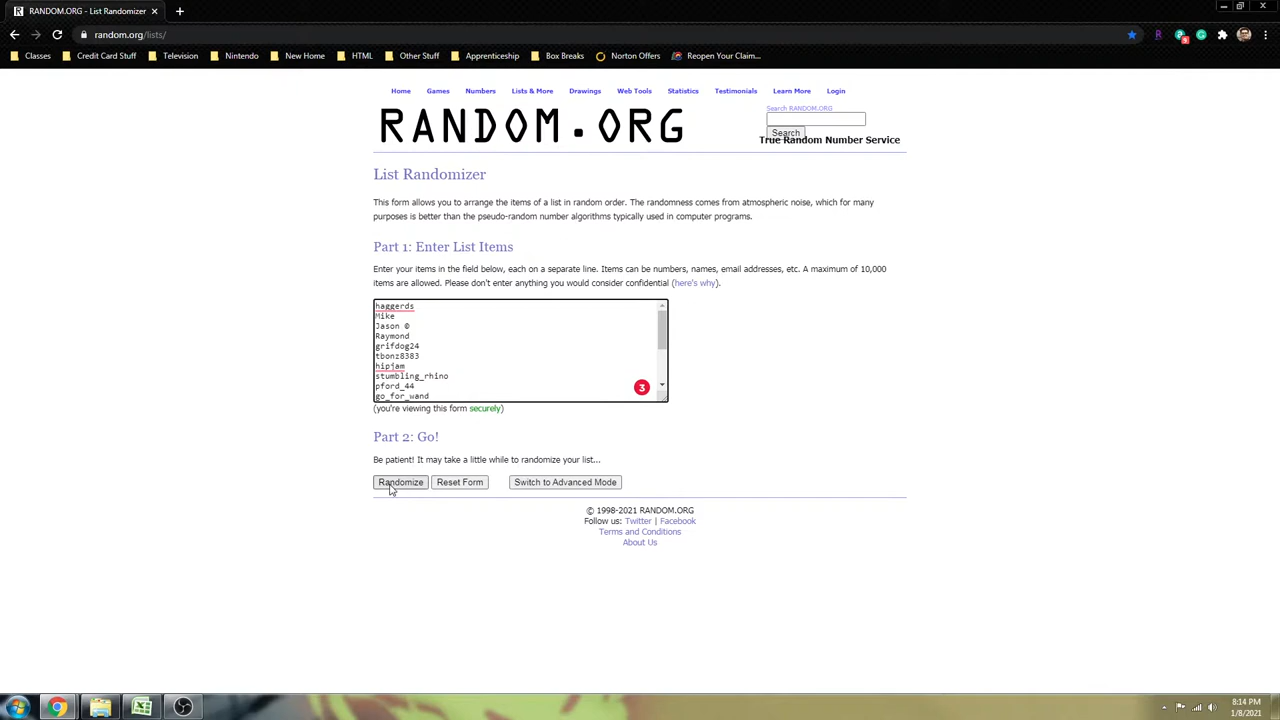 RANDOM.ORG - List Randomizer
random.org/lists/
Classes Credit Card Stuff Television Nintendo New Home HTML Other Stuff Apprenticeship Box Breaks Norton Offers Reopen Your Claim...
Home Games Numbers Lists & More Drawings Web Tools Statistics Testimonials Learn More Login
Search RANDOM.ORG
RANDOM.ORG
Search
True Random Number Service
List Randomizer
This form allows you to arrange the items of a list in random order. The randomness comes from atmospheric noise, which for many
purposes is better than the pseudo-random number algorithms typically used in computer programs.
Part 1: Enter List Items
Enter your items in the field below, each on a separate line. Items can be numbers, names, email addresses, etc. A maximum of 10,000
items are allowed. Please don't enter anything you would consider confidential (here's why).
haggerds
Mike
Jason ©
Raymond
grifdog24
tbonz8383
hipjam
stumbling_rhino
pford_44
3
go_for_wand
(you're viewing this form securely)
Part 2: Go!
Be patient! It may take a little while to randomize your list...
Randomize Reset Form Switch to Advanced Mode
© 1998-2021 RANDOM.ORG
Follow us: Twitter | Facebook
Terms and Conditions
About Us
8:14 PM
1/8/2021